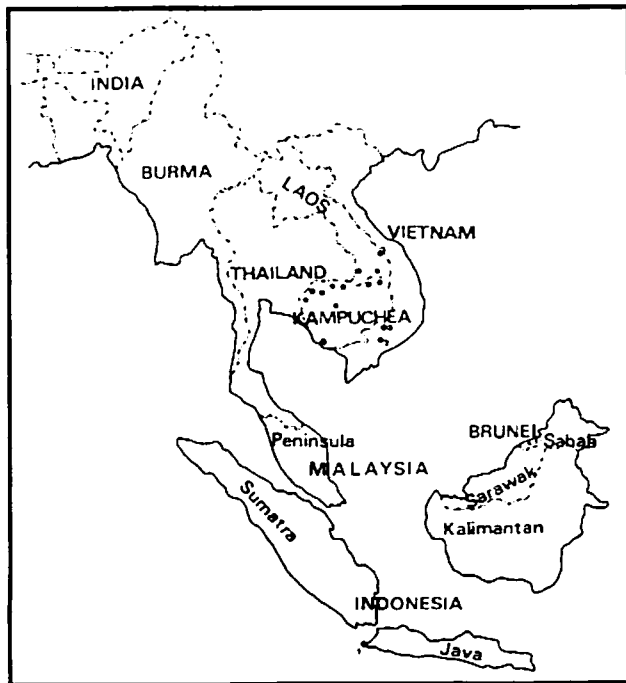 INDIA
BURMA
LAOS
VIETNAM
THAILAND
KAMPUCHEA
BRUNEI
Sabah
Peninsula
MALAYSIA
Sarawak
Kalimantan
Sumatra
INDONESIA
Java